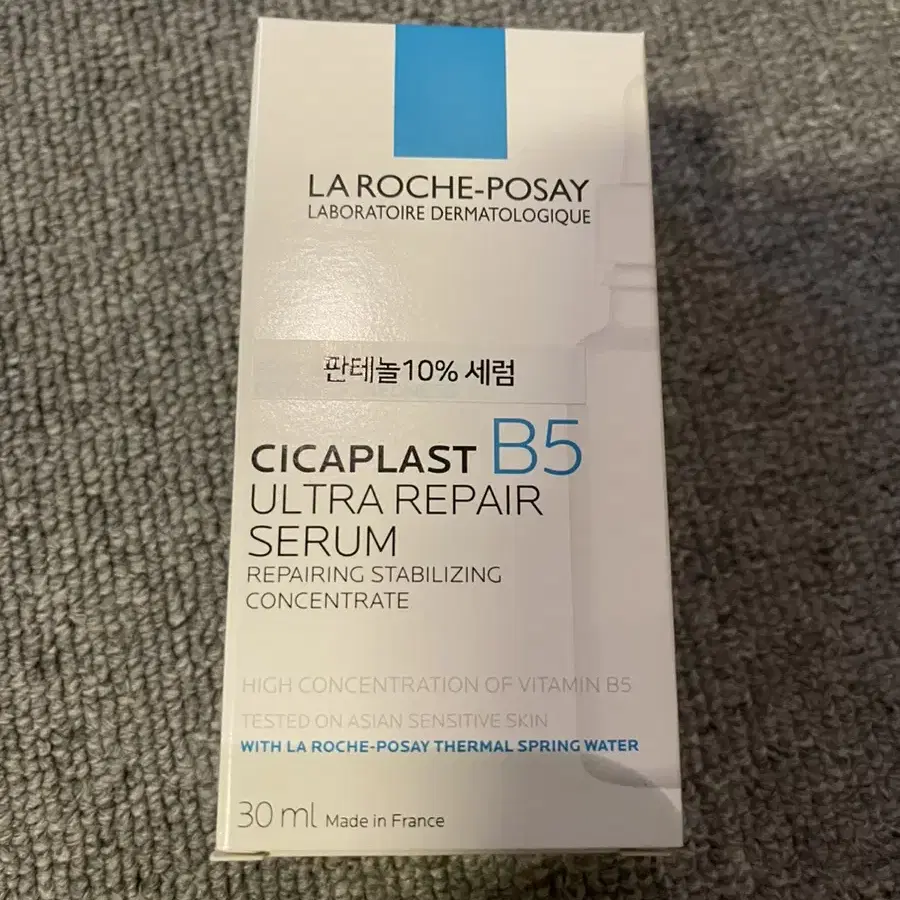 LA ROCHE-POSAY
LABORATOIRE DERMATOLOGIQUE
판테놀10% 세럼
CICAPLAST B5
ULTRA REPAIR
SERUM
REPAIRING STABILIZING
CONCENTRATE
HIGH CONCENTRATION OF VITAMIN B5
TESTED ON ASIAN SENSITIVE SKIN
WITH LA ROCHE-POSAY THERMAL SPRING WATER
30 ml Made in France